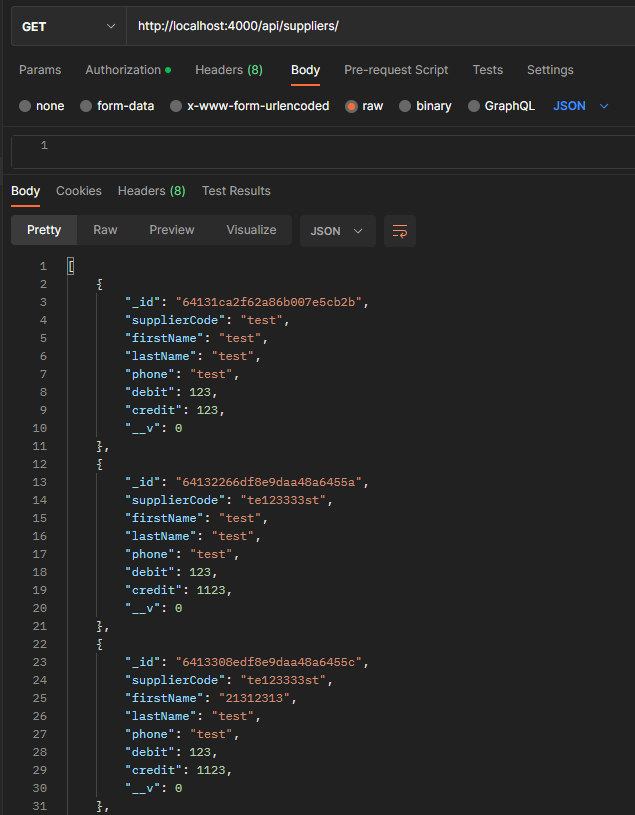 GET http://localhost:4000/api/suppliers/
Params Authorization Headers (8) Body Pre-request Script Tests Settings
none form-data x-www-form-urlencoded raw binary GraphQL JSON
1
Body Cookies Headers (8) Test Results
Pretty Raw Preview Visualize JSON
1 [
2 {
3 "_id": "64131ca2f62a86b007e5cb2b",
4 "supplierCode": "test",
5 "firstName": "test",
6 "lastName": "test",
7 "phone": "test",
8 "debit": 123,
9 "credit": 123,
10 "__v": 0
11 },
12 {
13 "_id": "64132266df8e9daa48a6455a",
14 "supplierCode": "te123333st",
15 "firstName": "test",
16 "lastName": "test",
17 "phone": "test",
18 "debit": 123,
19 "credit": 1123,
20 "__v": 0
21 },
22 {
23 "_id": "6413308edf8e9daa48a6455c",
24 "supplierCode": "te123333st",
25 "firstName": "21312313",
26 "lastName": "test",
27 "phone": "test",
28 "debit": 123,
29 "credit": 1123,
30 "__v": 0
31 },